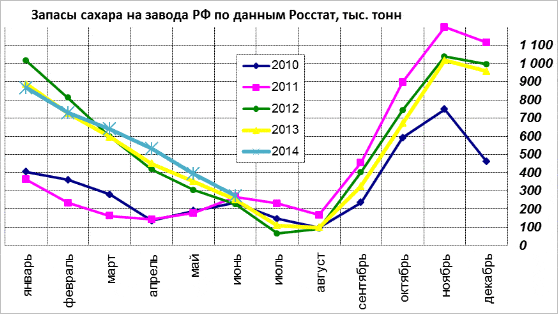 Запасы сахара на завода РФ по данным Росстат, тыс. тонн
2010
2011
2012
2013
2014
1 100
1 000
900
800
700
600
500
400
300
200
100
0
январь
февраль
март
апрель
май
июнь
июль
август
сентябрь
октябрь
ноябрь
декабрь